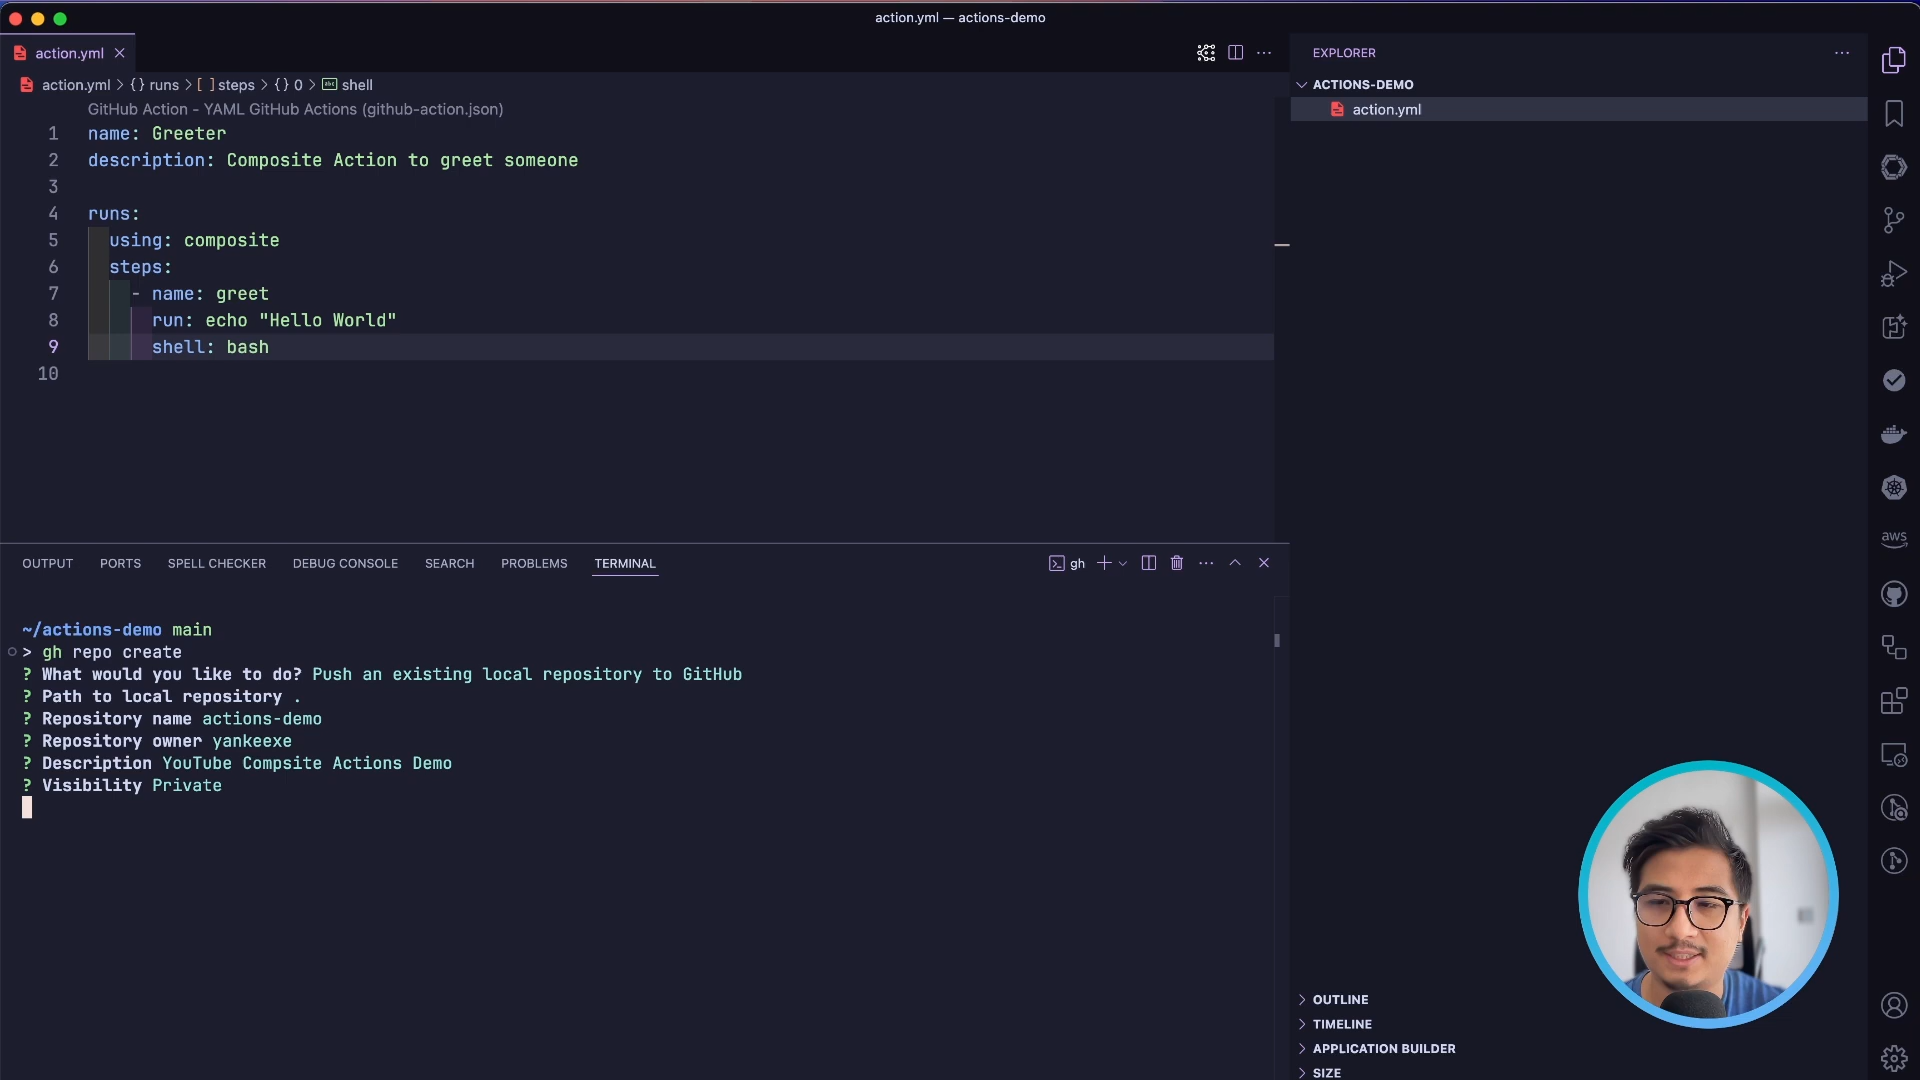 action.yml — actions-demo
action.yml
EXPLORER
action.yml > {} runs > [ ] steps > {} 0 > shell
ACTIONS-DEMO
action.yml
GitHub Action - YAML GitHub Actions (github-action.json)
1 name: Greeter
2 description: Composite Action to greet someone
3
4 runs:
5 using: composite
6 steps:
7 - name: greet
8 run: echo "Hello World"
9 shell: bash
10
OUTPUT PORTS SPELL CHECKER DEBUG CONSOLE SEARCH PROBLEMS TERMINAL
gh
~/actions-demo main
> gh repo create
? What would you like to do? Push an existing local repository to GitHub
? Path to local repository .
? Repository name actions-demo
? Repository owner yankeexe
? Description YouTube Compsite Actions Demo
? Visibility Private
aws
OUTLINE
TIMELINE
APPLICATION BUILDER
SIZE